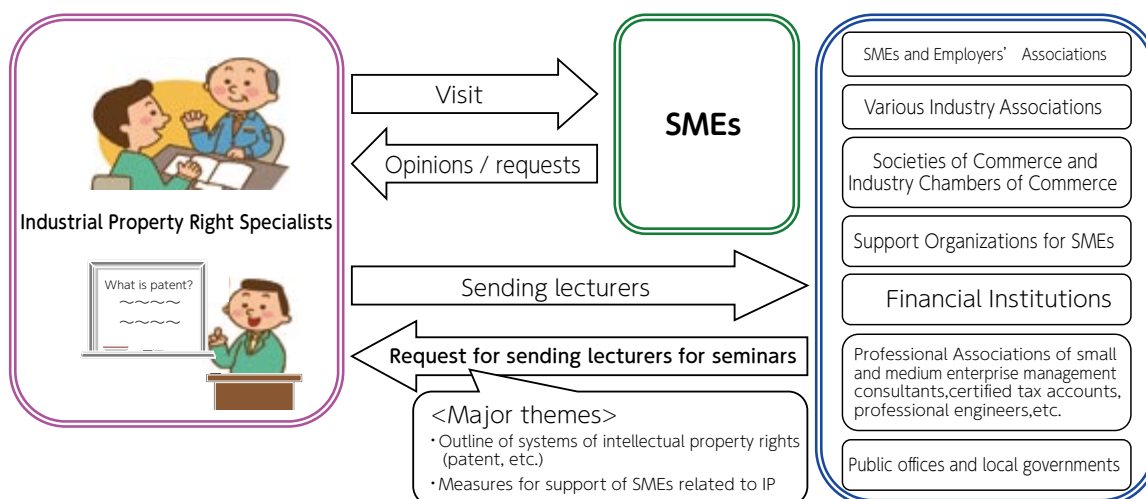 Industrial Property Right Specialists
What is patent?
Visit
Opinions / requests
SMEs
Sending lecturers
Request for sending lecturers for seminars
<Major themes>
・Outline of systems of intellectual property rights
(patent, etc.)
・Measures for support of SMEs related to IP
SMEs and Employers' Associations
Various Industry Associations
Societies of Commerce and
Industry Chambers of Commerce
Support Organizations for SMEs
Financial Institutions
Professional Associations of small
and medium enterprise management
consultants,certified tax accounts,
professional engineers,etc.
Public offices and local governments